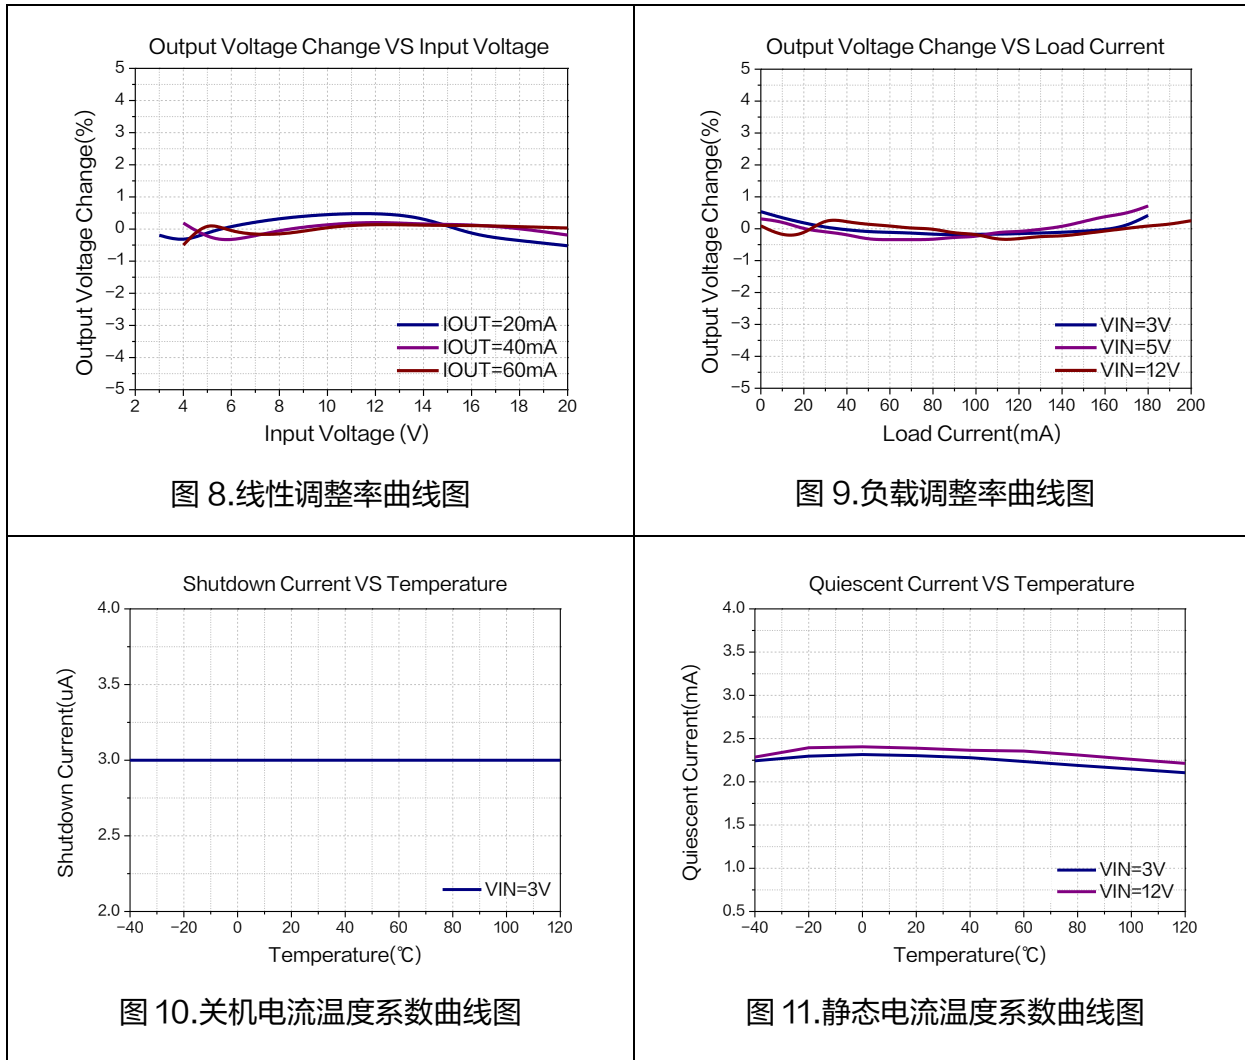 Output Voltage Change VS Input Voltage
Output Voltage Change(%)
5
4
3
2
1
0
−1
−2
−3
−4
−5
IOUT=20mA
IOUT=40mA
IOUT=60mA
2 4 6 8 10 12 14 16 18 20
Input Voltage (V)
图 8.线性调整率曲线图
Output Voltage Change VS Load Current
Output Voltage Change(%)
5
4
3
2
1
0
−1
−2
−3
−4
−5
VIN=3V
VIN=5V
VIN=12V
0 20 40 60 80 100 120 140 160 180 200
Load Current(mA)
图 9.负载调整率曲线图
Shutdown Current VS Temperature
Shutdown Current(uA)
4.0
3.5
3.0
2.5
2.0
VIN=3V
−40 −20 0 20 40 60 80 100 120
Temperature(℃)
图 10.关机电流温度系数曲线图
Quiescent Current VS Temperature
Quiescent Current(mA)
4.0
3.5
3.0
2.5
2.0
1.5
1.0
0.5
VIN=3V
VIN=12V
−40 −20 0 20 40 60 80 100 120
Temperature(℃)
图 11.静态电流温度系数曲线图